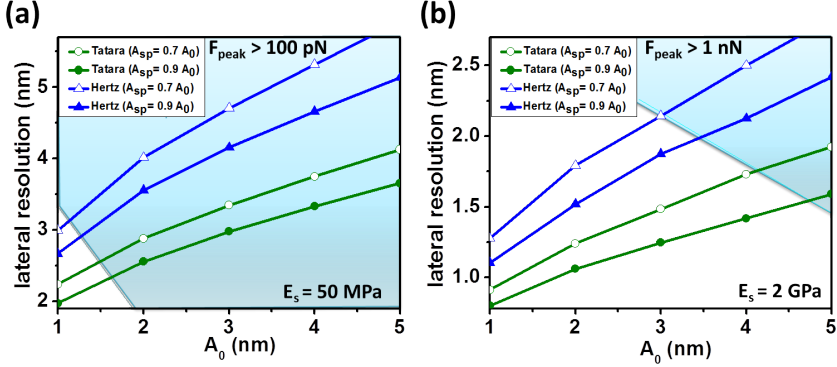 (a)
Tatara (Asp= 0.7 A0)
Tatara (Asp= 0.9 A0)
Hertz (Asp= 0.7 A0)
Hertz (Asp= 0.9 A0)
Fpeak > 100 pN
lateral resolution (nm)
5
4
3
2
Es = 50 MPa
1 2 3 4 5
A0 (nm)
(b)
Tatara (Asp= 0.7 A0)
Tatara (Asp= 0.9 A0)
Hertz (Asp= 0.7 A0)
Hertz (Asp= 0.9 A0)
Fpeak > 1 nN
lateral resolution (nm)
2.5
2.0
1.5
1.0
Es = 2 GPa
1 2 3 4 5
A0 (nm)